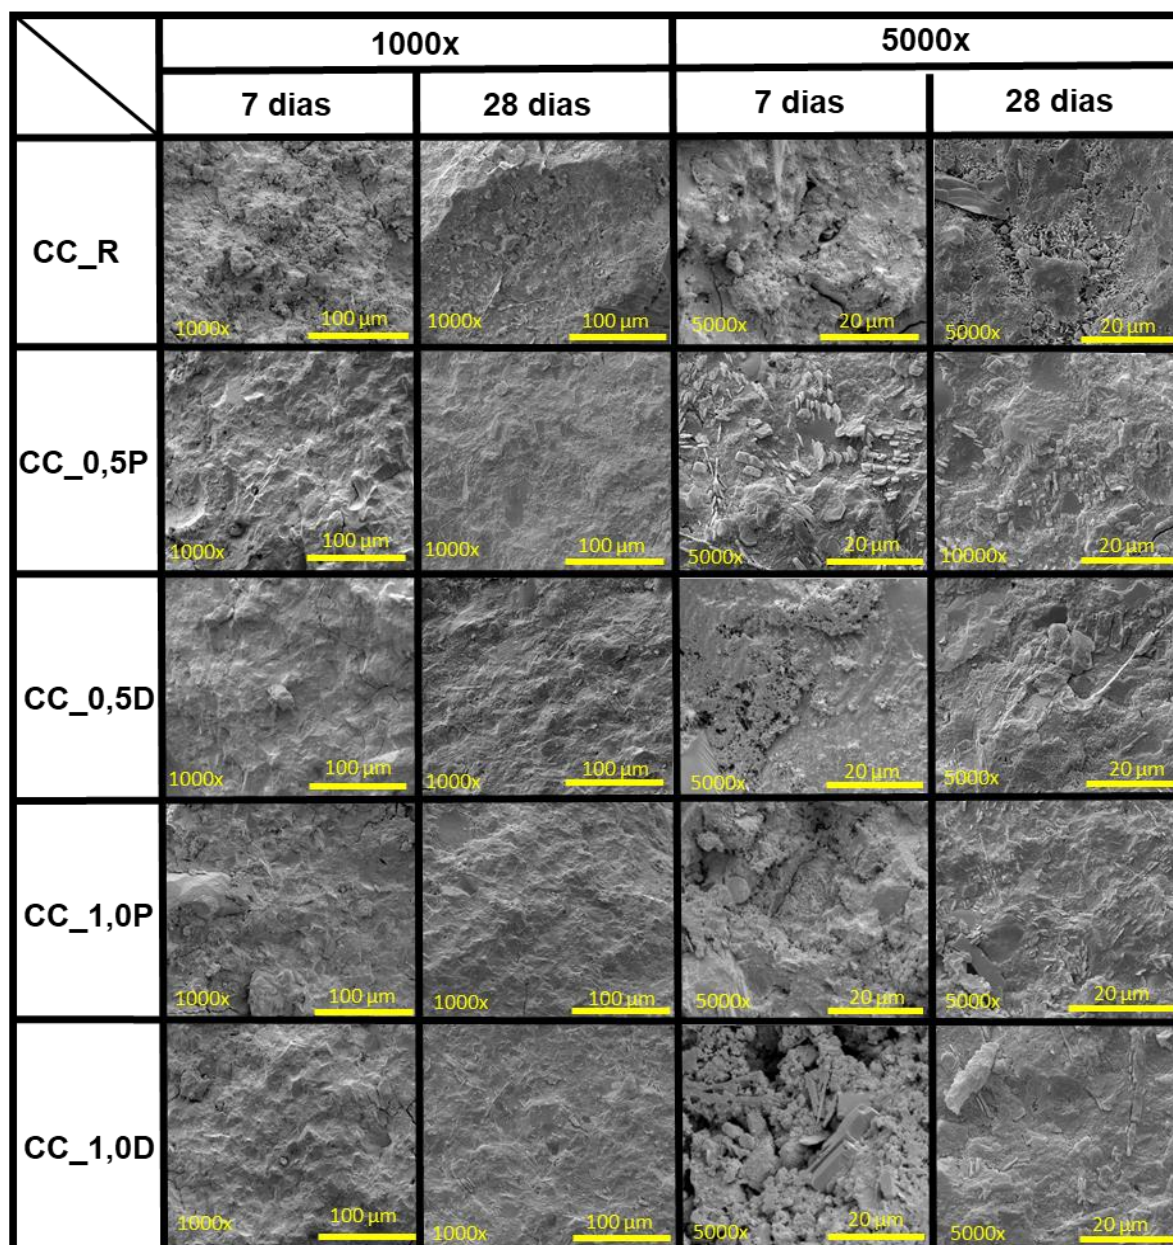 1000x 5000x
7 dias 28 dias 7 dias 28 dias
CC_R
1000x 100 µm 1000x 100 µm 5000x 20 µm 5000x 20 µm
CC_0,5P
1000x 100 µm 1000x 100 µm 5000x 20 µm 10000x 20 µm
CC_0,5D
1000x 100 µm 1000x 100 µm 5000x 20 µm 5000x 20 µm
CC_1,0P
1000x 100 µm 1000x 100 µm 5000x 20 µm 5000x 20 µm
CC_1,0D
1000x 100 µm 1000x 100 µm 5000x 20 µm 5000x 20 µm